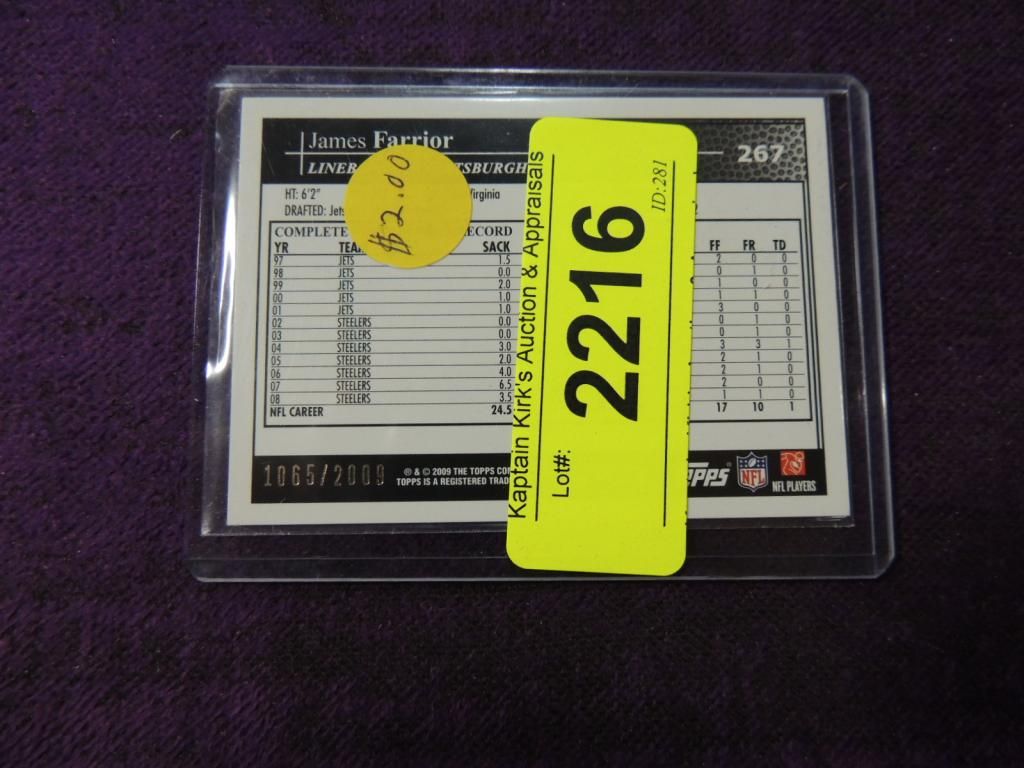 James Farrior
267
HT: 6'2"
Virginia
DRAFTED: Jets
$2.00
COMPLETE RECORD
YR TEAM SACK FF FR TD
97 JETS 1.5 2 0 0
98 JETS 0.0 0 1 0
99 JETS 2.0 1 0 0
00 JETS 1.0 1 1 0
01 JETS 1.0 3 0 0
02 STEELERS 0.0 0 1 0
03 STEELERS 0.0 0 1 0
04 STEELERS 3.0 3 3 1
05 STEELERS 2.0 2 1 0
06 STEELERS 4.0 2 1 0
07 STEELERS 6.5 2 0 0
08 STEELERS 3.5 1 1 0
NFL CAREER 24.5 17 10 1
1065/2009
® & © 2009 THE TOPPS
TOPPS IS A REGISTERED
TOPPS
NFL
NFL PLAYERS
Kaptain Kirk's Auction & Appraisals
Lot#:
2216
ID:281